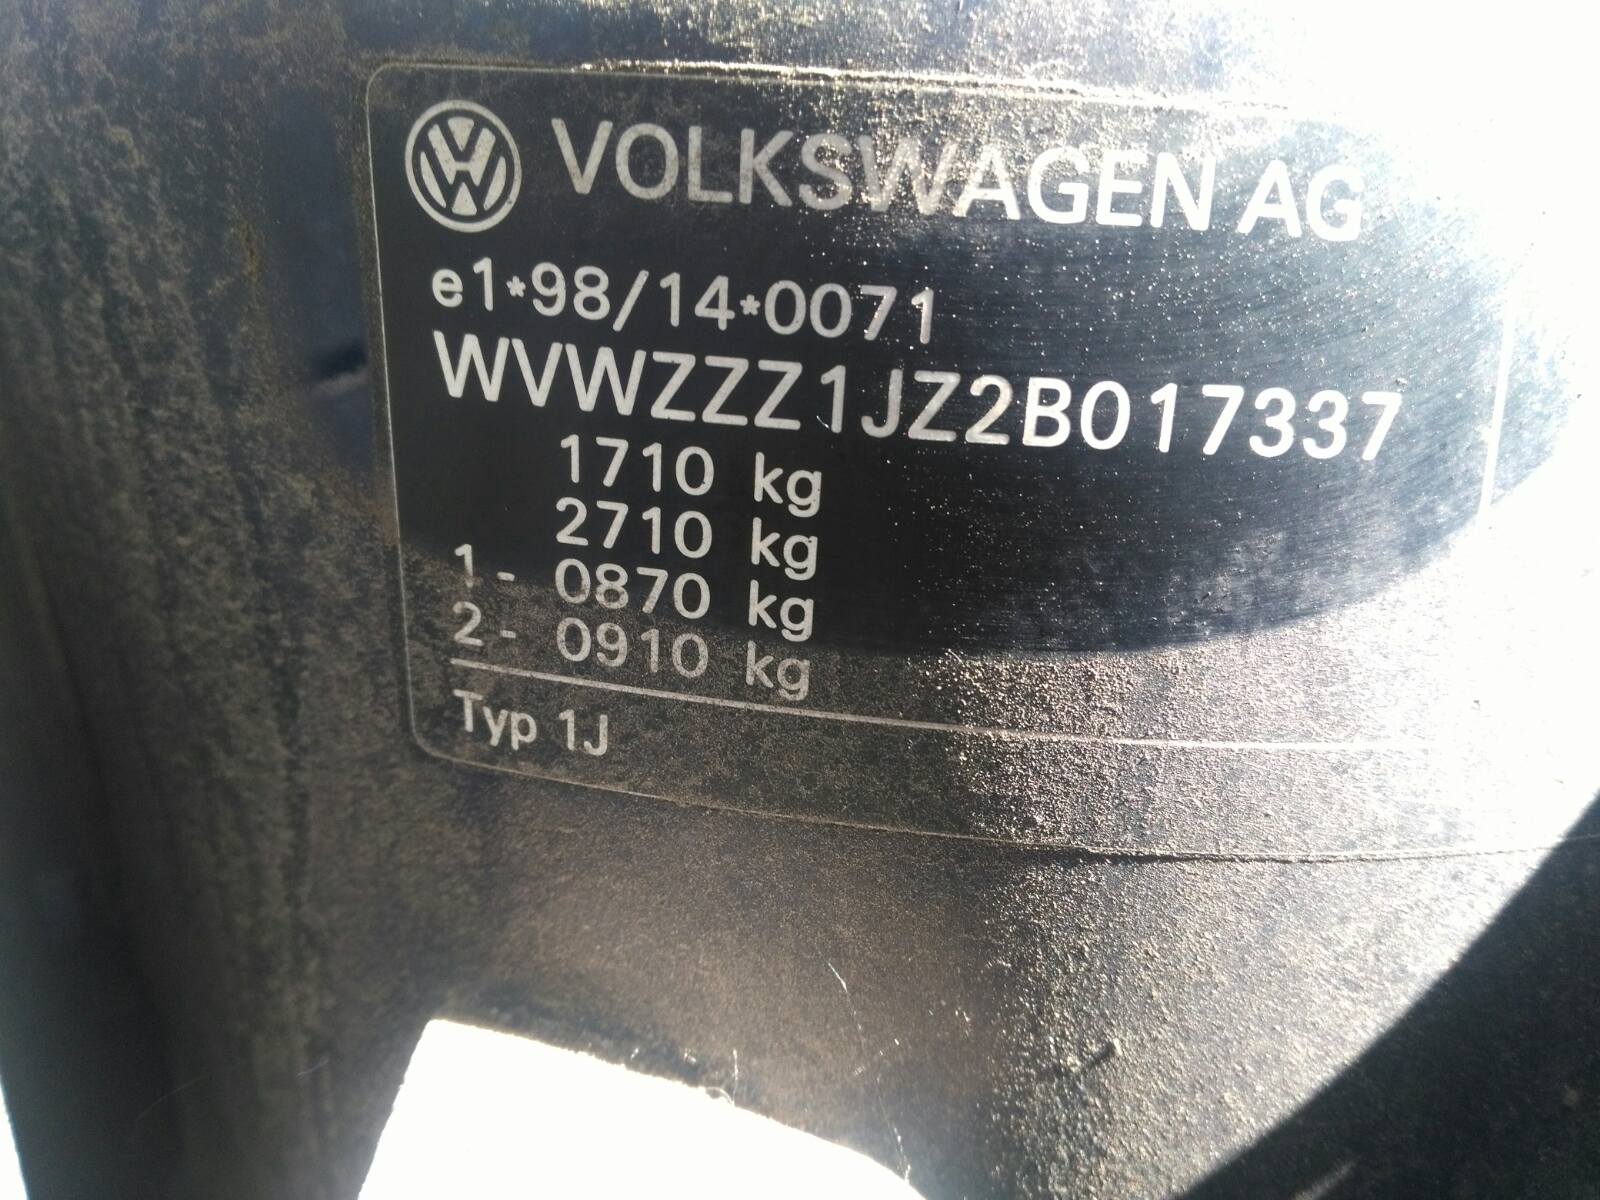 VOLKSWAGEN AG
e1*98/14*0071
WVWZZZ1JZ2B017337
1710 kg
2710 kg
1- 0870 kg
2- 0910 kg
Typ 1J